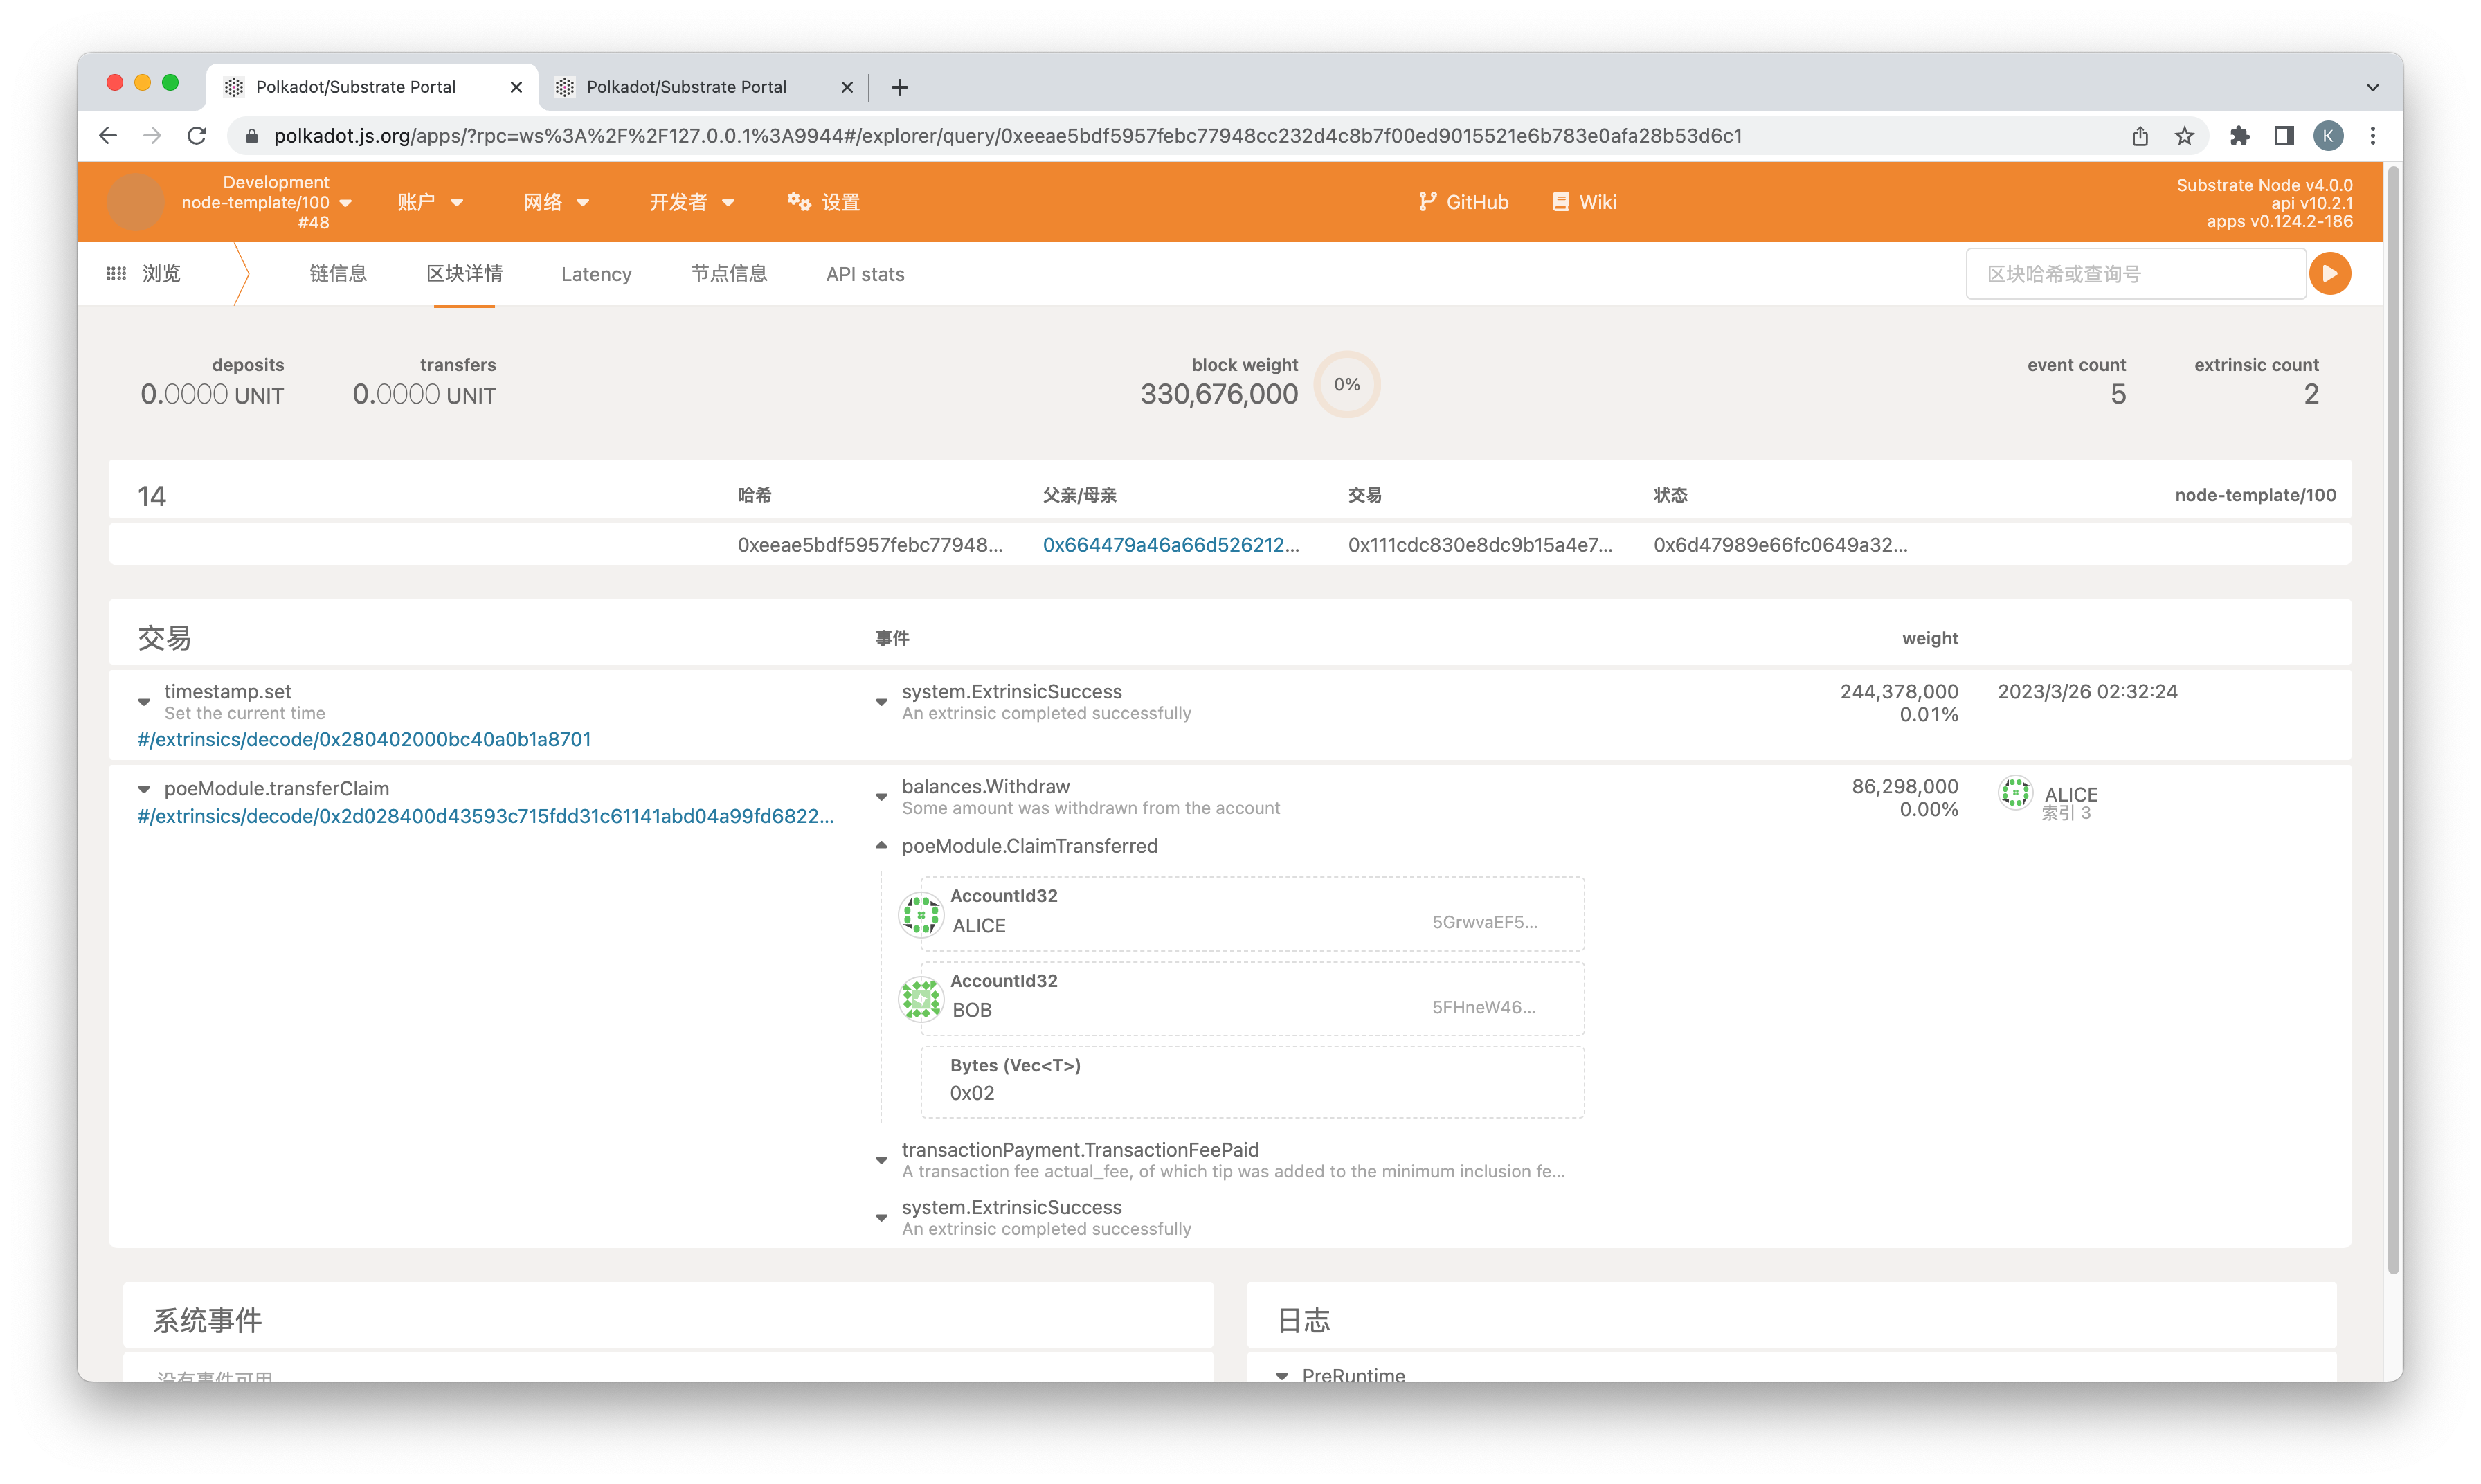 Polkadot/Substrate Portal
Polkadot/Substrate Portal
polkadot.js.org/apps/?rpc=ws%3A%2F%2F127.0.0.1%3A9944#/explorer/query/0xeeae5bdf5957febc77948cc232d4c8b7f00ed9015521e6b783e0afa28b53d6c1
K
Development
node-template/100
#48
账户
网络
开发者
设置
GitHub
Wiki
Substrate Node v4.0.0
api v10.2.1
apps v0.124.2-186
浏览
链信息
区块详情
Latency
节点信息
API stats
区块哈希或查询号
deposits
0.0000 UNIT
transfers
0.0000 UNIT
block weight
330,676,000
0%
event count
5
extrinsic count
2
14
哈希
父亲/母亲
交易
状态
node-template/100
0xeeae5bdf5957febc77948...
0x664479a46a66d526212...
0x111cdc830e8dc9b15a4e7...
0x6d47989e66fc0649a32...
交易
事件
weight
timestamp.set
Set the current time
#/extrinsics/decode/0x280402000bc40a0b1a8701
system.ExtrinsicSuccess
An extrinsic completed successfully
244,378,000
0.01%
2023/3/26 02:32:24
poeModule.transferClaim
#/extrinsics/decode/0x2d028400d43593c715fdd31c61141abd04a99fd6822...
balances.Withdraw
Some amount was withdrawn from the account
86,298,000
0.00%
ALICE
索引 3
poeModule.ClaimTransferred
AccountId32
ALICE
5GrwvaEF5...
AccountId32
BOB
5FHneW46...
Bytes (Vec<T>)
0x02
transactionPayment.TransactionFeePaid
A transaction fee actual_fee, of which tip was added to the minimum inclusion fe...
system.ExtrinsicSuccess
An extrinsic completed successfully
系统事件
没有事件可用
日志
PreRuntime